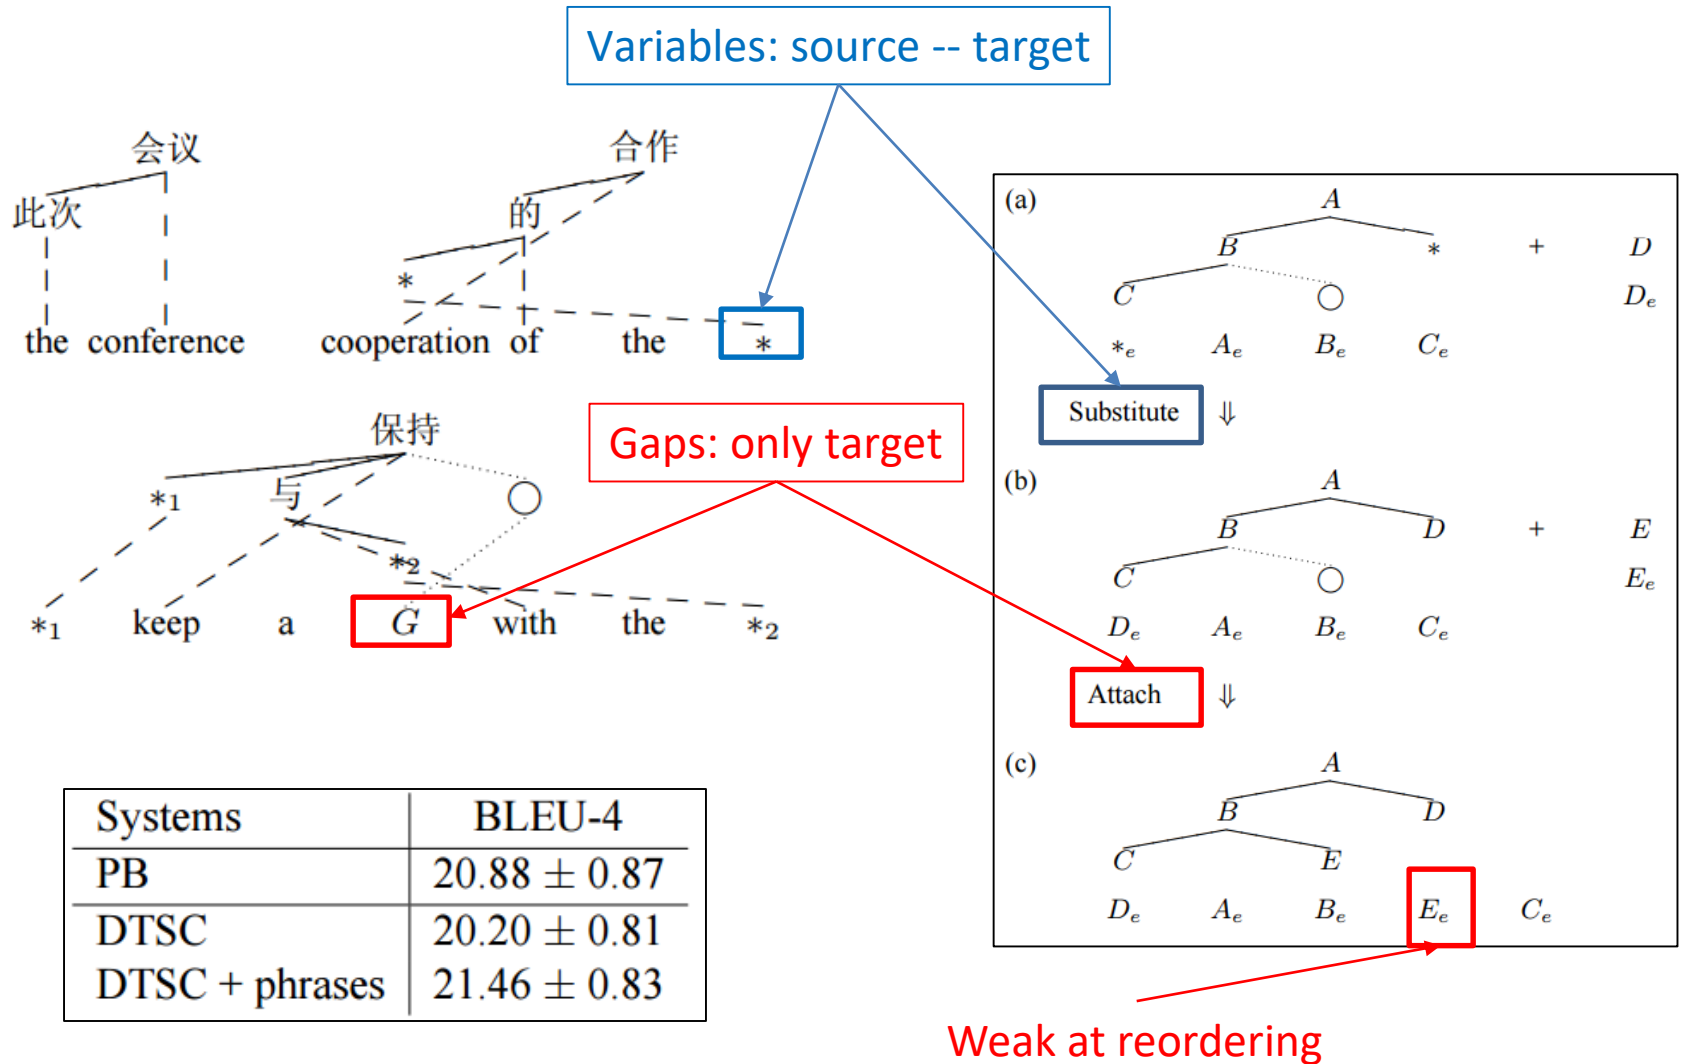 Variables: source -- target
会议
此次
the conference
合作
的
*
cooperation of the *
保持
*1 与
*2
*1 keep a G with the *2
Gaps: only target
(a) A
B * + D
C De
*e Ae Be Ce
Substitute ⇓
(b) A
B D + E
C Ee
De Ae Be Ce
Attach ⇓
(c) A
B D
C E
De Ae Be Ee Ce
Weak at reordering
Systems BLEU-4
PB 20.88 ± 0.87
DTSC 20.20 ± 0.81
DTSC + phrases 21.46 ± 0.83